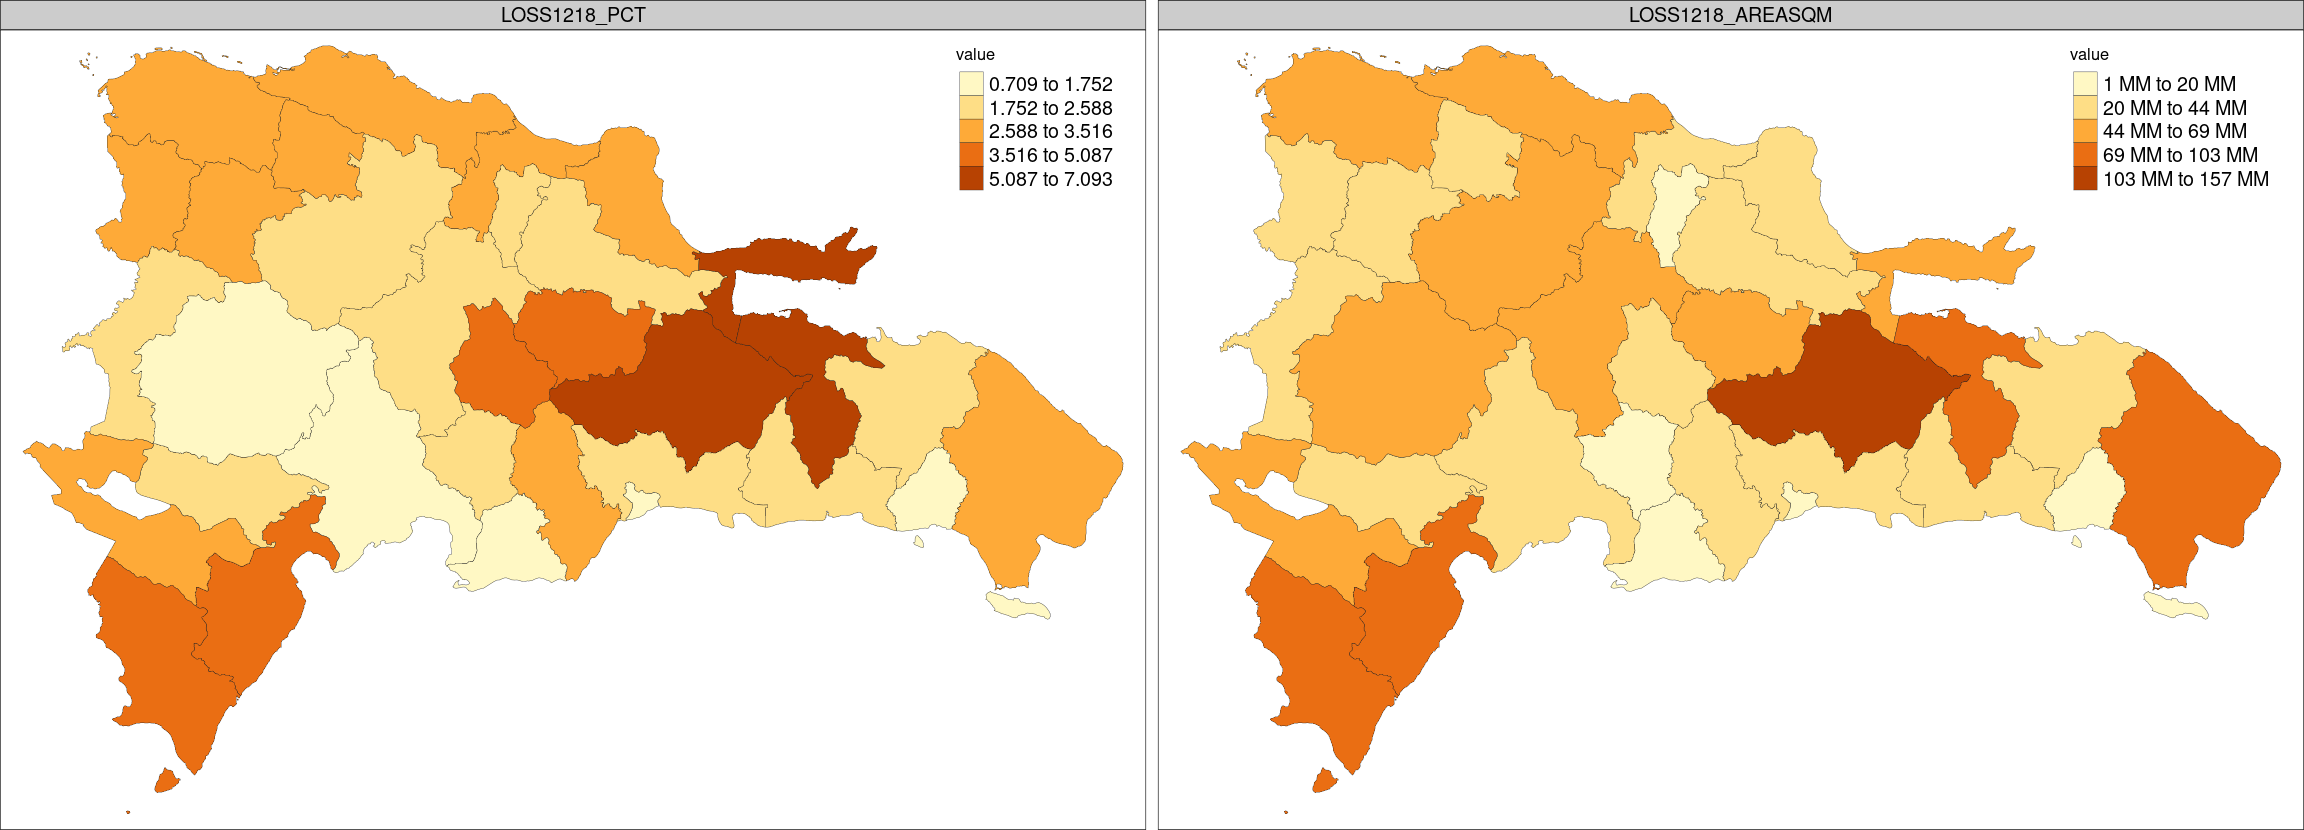 LOSS1218_PCT
value
0.709 to 1.752
1.752 to 2.588
2.588 to 3.516
3.516 to 5.087
5.087 to 7.093
LOSS1218_AREASQM
value
1 MM to 20 MM
20 MM to 44 MM
44 MM to 69 MM
69 MM to 103 MM
103 MM to 157 MM